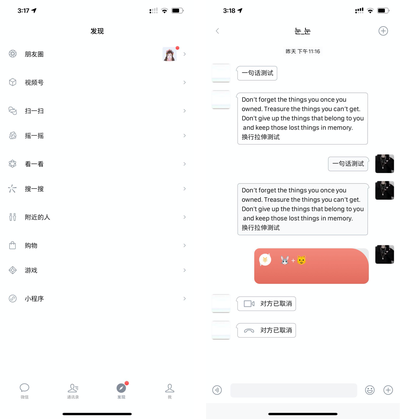 3:17
发现
朋友圈
视频号
扫一扫
摇一摇
看一看
搜一搜
附近的人
购物
游戏
小程序
微信
通讯录
发现
我
3:18
昨天 下午 11:16
一句话测试
Don't forget the things you once you
owned. Treasure the things you can't get.
Don't give up the things that belong to you
and keep those lost things in memory.
换行拉伸测试
一句话测试
Don't forget the things you once you
owned. Treasure the things you can't get.
Don't give up the things that belong to you
and keep those lost things in memory.
换行拉伸测试
对方已取消
对方已取消